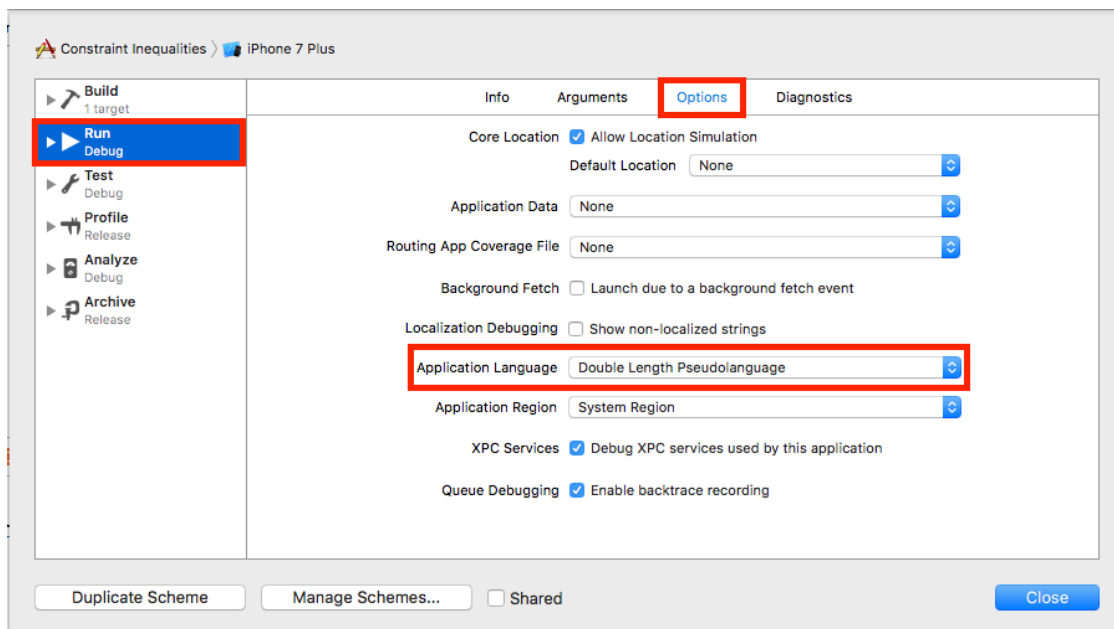 Constraint Inequalities 〉 iPhone 7 Plus
Build
1 target
Run
Debug
Test
Debug
Profile
Release
Analyze
Debug
Archive
Release
Info Arguments Options Diagnostics
Core Location Allow Location Simulation
Default Location None
Application Data None
Routing App Coverage File None
Background Fetch Launch due to a background fetch event
Localization Debugging Show non-localized strings
Application Language Double Length Pseudolanguage
Application Region System Region
XPC Services Debug XPC services used by this application
Queue Debugging Enable backtrace recording
Duplicate Scheme Manage Schemes... Shared Close